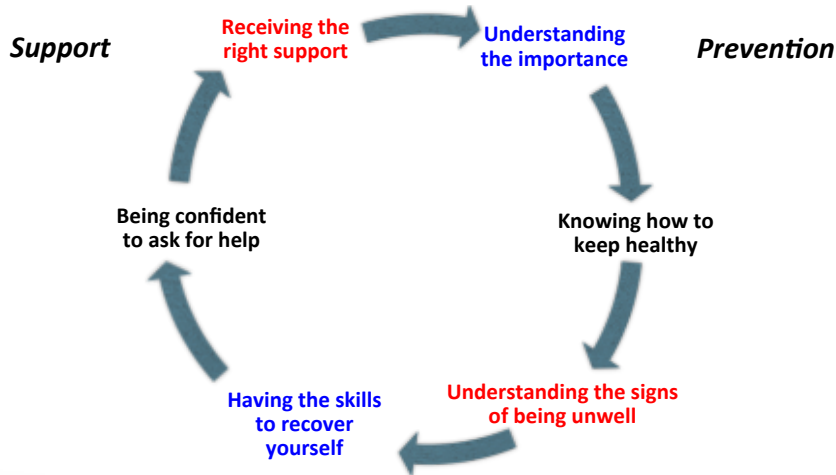 Support
Receiving the
right support
Understanding
the importance
Prevention
Knowing how to
keep healthy
Understanding the signs
of being unwell
Having the skills
to recover
yourself
Being confident
to ask for help